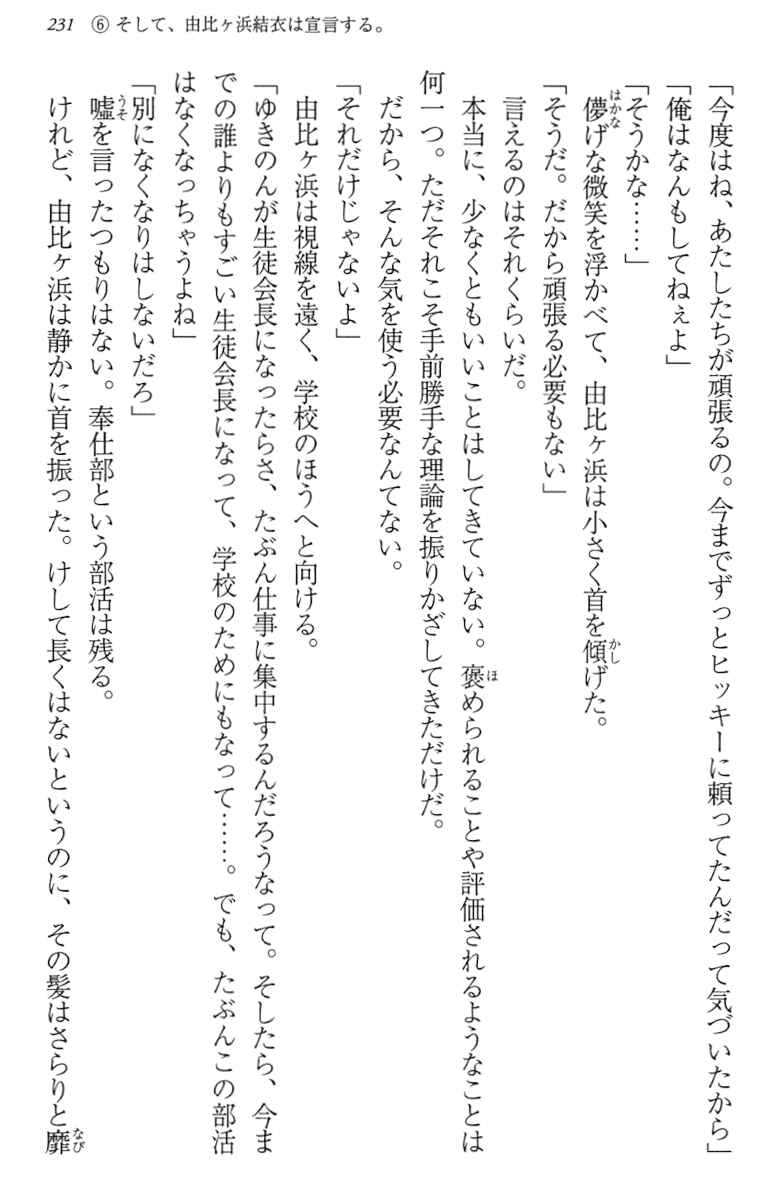 231　⑥ そして、由比ヶ浜結衣は宣言する。
「今度はね、あたしたちが頑張るの。今までずっとヒッキーに頼ってたんだって気づいたから」
「俺はなんもしてねぇよ」
「そうかな……」
　儚げな微笑を浮かべて、由比ヶ浜は小さく首を傾げた。
「そうだ。だから頑張る必要もない」
　言えるのはそれくらいだ。
　本当に、少なくともいいことはしてきていない。褒められることや評価されるようなことは
何一つ。ただそれこそ手前勝手な理論を振りかざしてきただけだ。
　だから、そんな気を使う必要なんてない。
「それだけじゃないよ」
　由比ヶ浜は視線を遠く、学校のほうへと向ける。
「ゆきのんが生徒会長になったらさ、たぶん仕事に集中するんだろうなって。そしたら、今ま
での誰よりもすごい生徒会長になって、学校のためにもなって……。でも、たぶんこの部活
はなくなっちゃうよね」
「別になくなりはしないだろ」
　嘘を言ったつもりはない。奉仕部という部活は残る。
　けれど、由比ヶ浜は静かに首を振った。けして長くはないというのに、その髪はさらりと靡